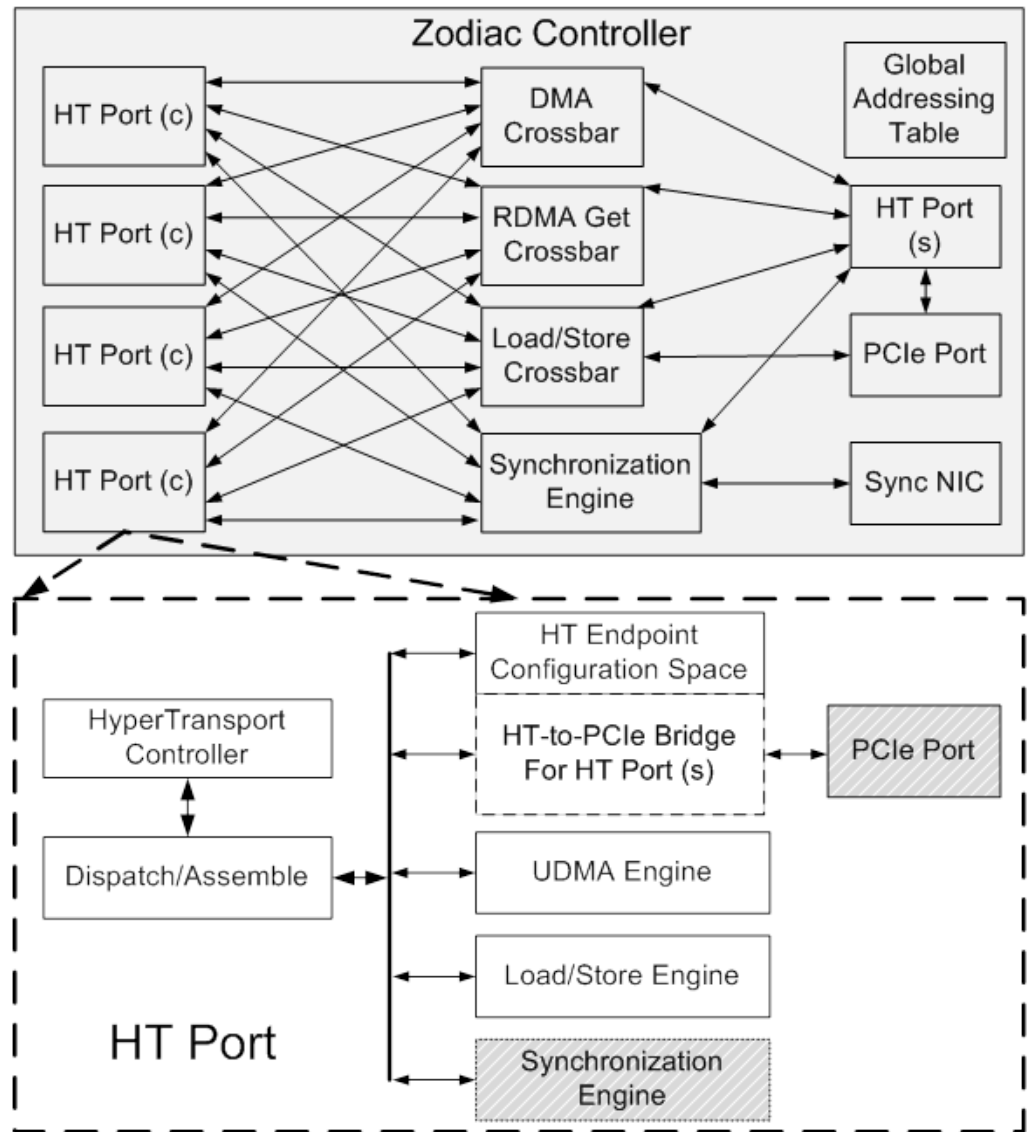 Zodiac Controller
HT Port (c)
HT Port (c)
HT Port (c)
HT Port (c)
DMA
Crossbar
RDMA Get
Crossbar
Load/Store
Crossbar
Synchronization
Engine
Global
Addressing
Table
HT Port
(s)
PCIe Port
Sync NIC
HyperTransport
Controller
Dispatch/Assemble
HT Port
HT Endpoint
Configuration Space
HT-to-PCIe Bridge
For HT Port (s)
UDMA Engine
Load/Store Engine
Synchronization
Engine
PCIe Port